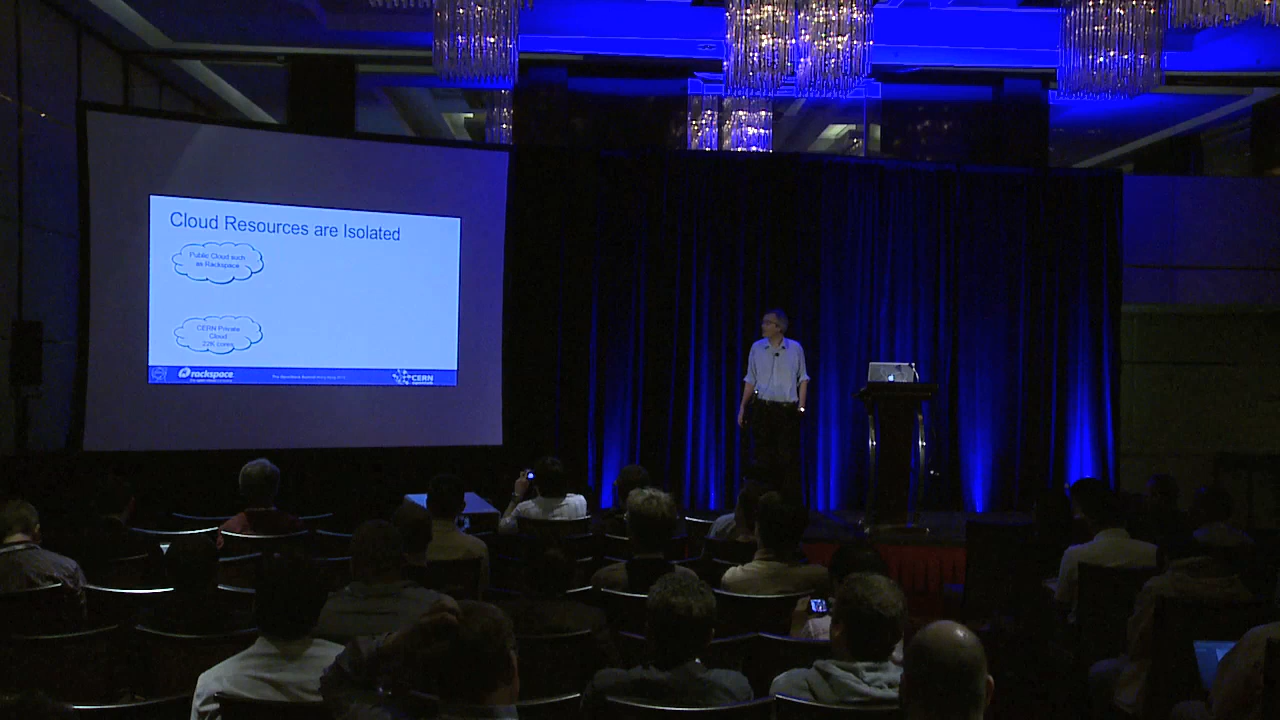 Cloud Resources are Isolated
Public Cloud such
as Rackspace
CERN Private
Cloud
22K cores
rackspace
CERN